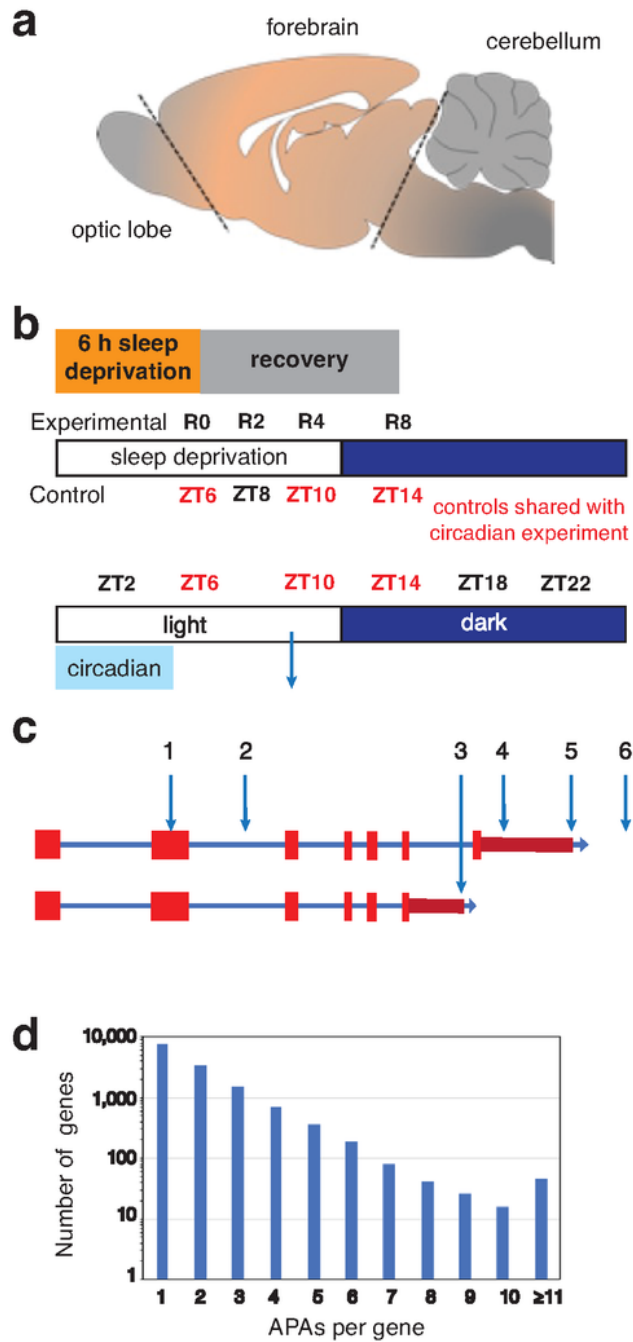 a
forebrain
cerebellum
optic lobe
b
6 h sleep
deprivation
recovery
Experimental R0 R2 R4 R8
sleep deprivation
Control ZT6 ZT8 ZT10 ZT14
controls shared with
circadian experiment
ZT2 ZT6 ZT10 ZT14 ZT18 ZT22
light dark
circadian
c
1 2 3 4 5 6
d
Number of genes
10,000
1,000
100
10
1
1 2 3 4 5 6 7 8 9 10 ≥11
APAs per gene